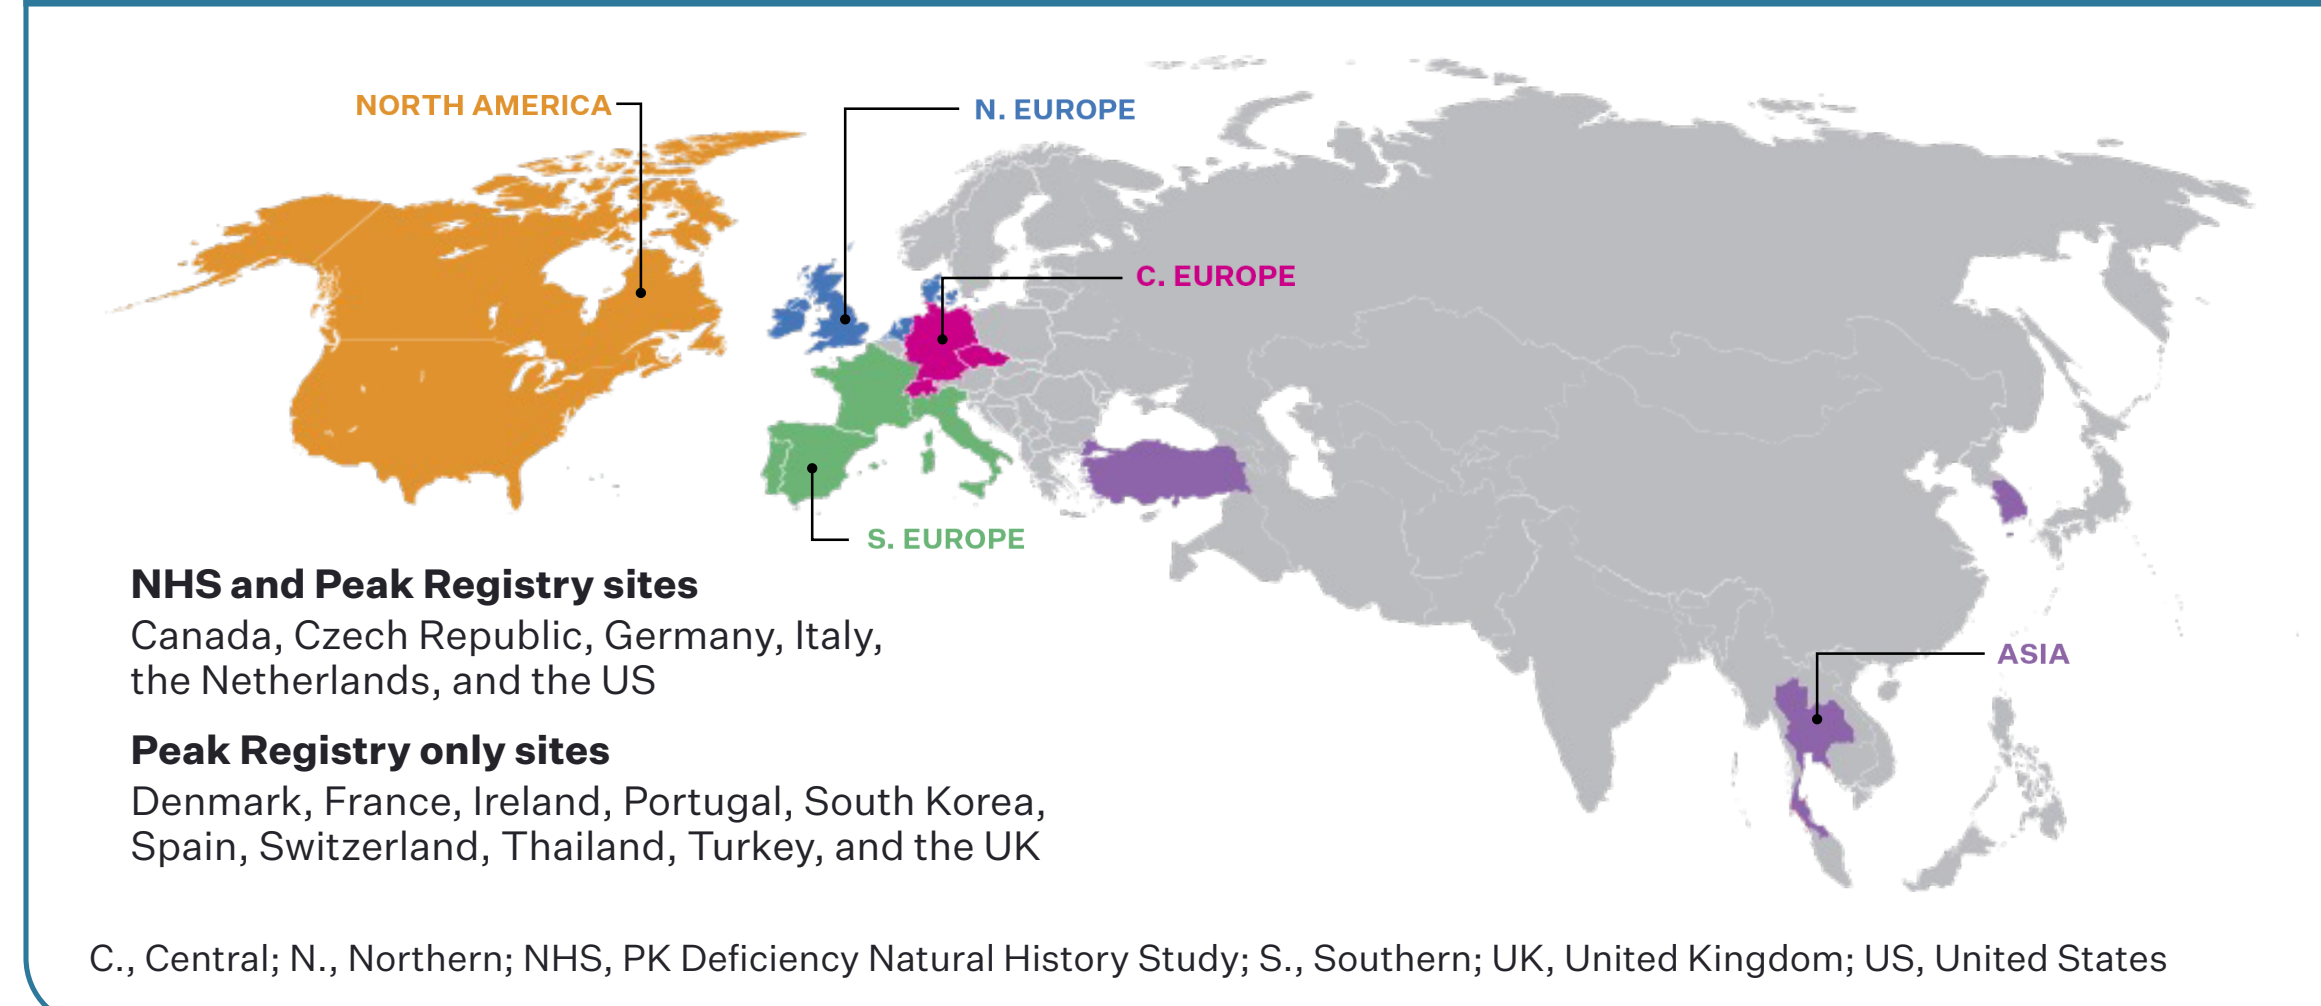 NORTH AMERICA
N. EUROPE
C. EUROPE
S. EUROPE
ASIA
NHS and Peak Registry sites
Canada, Czech Republic, Germany, Italy,
the Netherlands, and the US
Peak Registry only sites
Denmark, France, Ireland, Portugal, South Korea,
Spain, Switzerland, Thailand, Turkey, and the UK
C., Central; N., Northern; NHS, PK Deficiency Natural History Study; S., Southern; UK, United Kingdom; US, United States